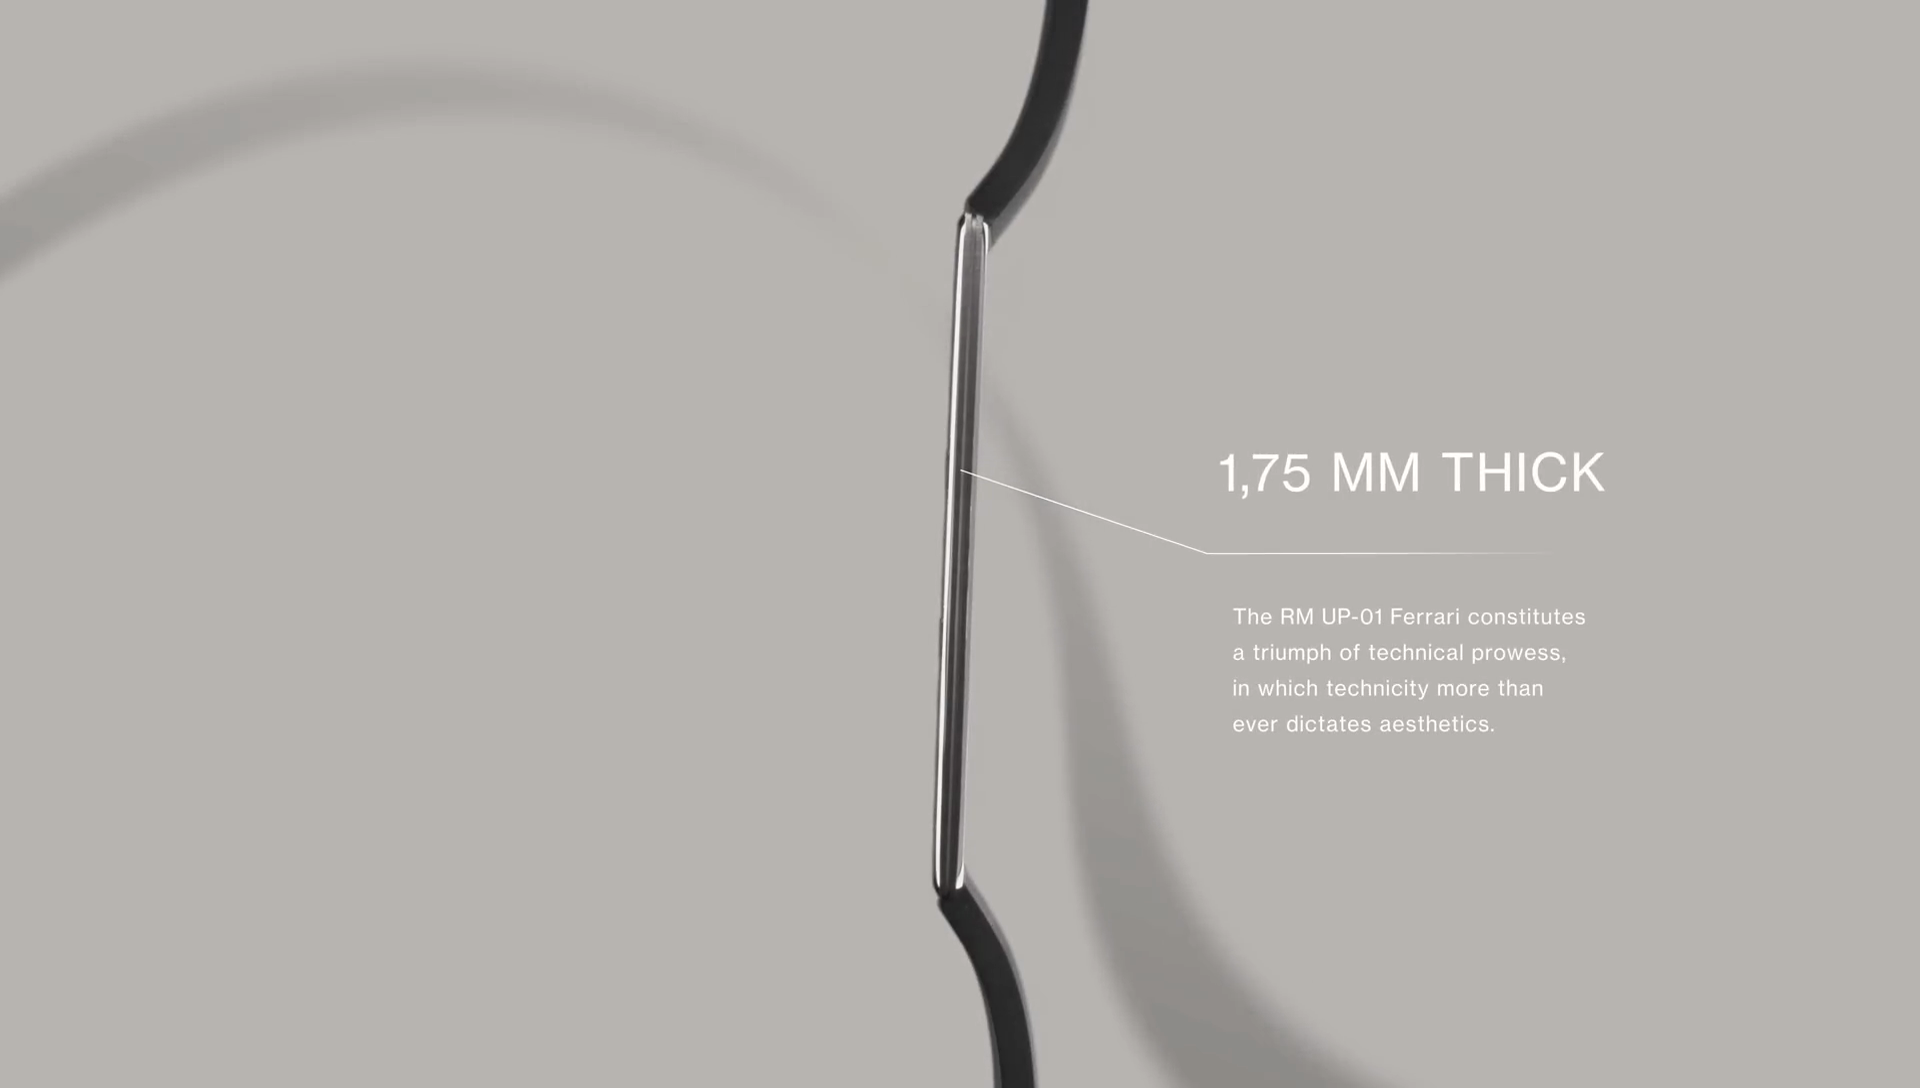 1,75 MM THICK
The RM UP-01 Ferrari constitutes
a triumph of technical prowess,
in which technicity more than
ever dictates aesthetics.